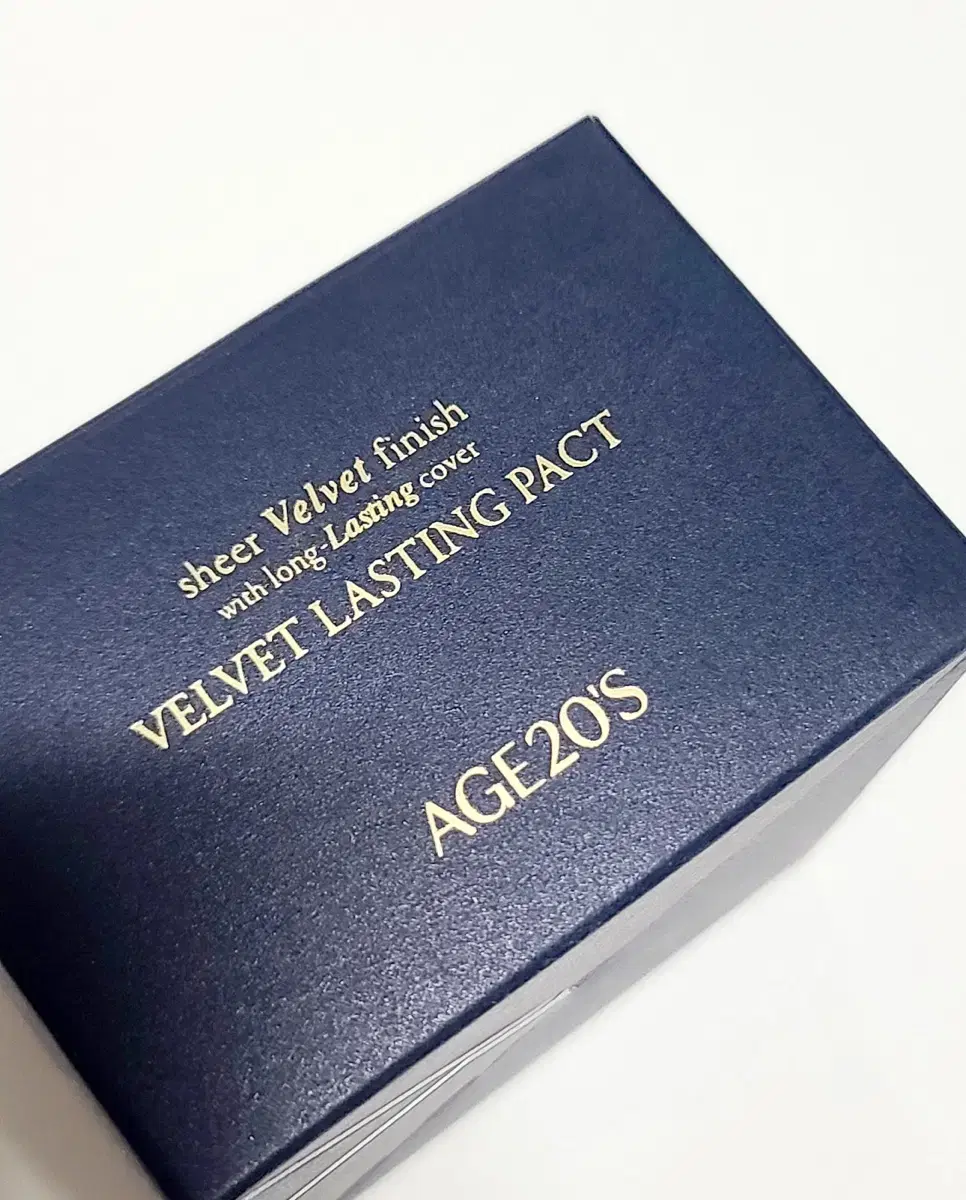 sheer Velvet finish
with long-Lasting cover
VELVET LASTING PACT
AGE20'S